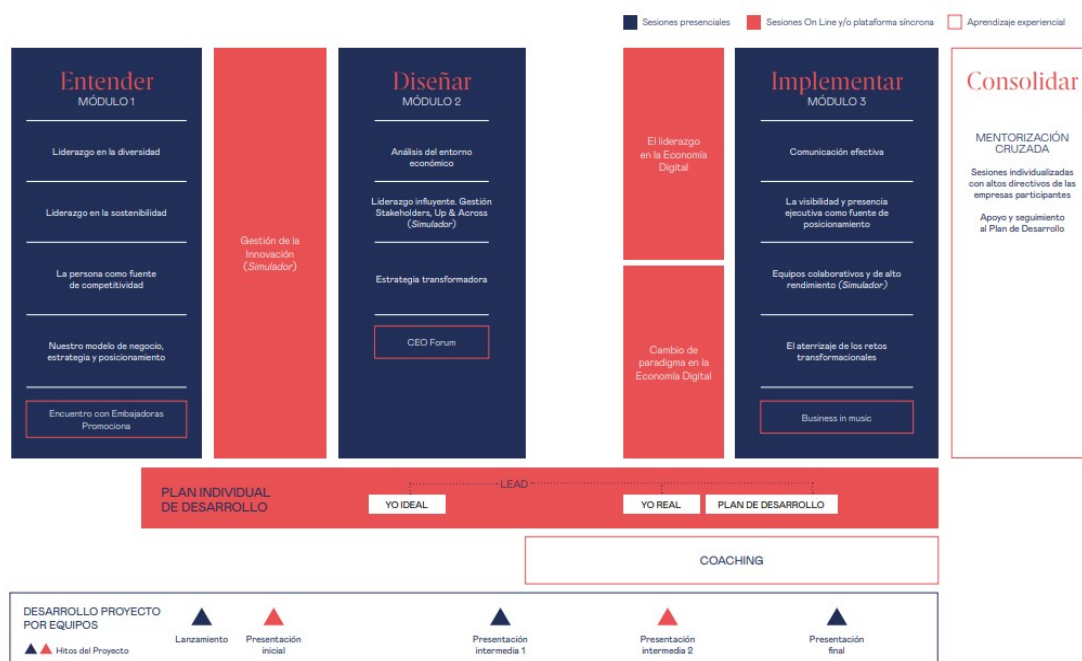 Sesiones presenciales
Sesiones On Line y/o plataforma síncrona
Aprendizaje experiencial
Entender
MÓDULO 1
Liderazgo en la diversidad
Liderazgo en la sostenibilidad
La persona como fuente
de competitividad
Nuestro modelo de negocio,
estrategia y posicionamiento
Encuentro con Embajadoras
Promociona
Gestión de la
Innovación
(Simulador)
Diseñar
MÓDULO 2
Análisis del entorno
económico
Liderazgo influyente. Gestión
Stakeholders, Up & Across
(Simulador)
Estrategia transformadora
CEO Forum
El liderazgo
en la Economía
Digital
Cambio de
paradigma en la
Economía Digital
Implementar
MÓDULO 3
Comunicación efectiva
La visibilidad y presencia
ejecutiva como fuente de
posicionamiento
Equipos colaborativos y de alto
rendimiento (Simulador)
El aterrizaje de los retos
transformacionales
Business in music
Consolidar
MENTORIZACIÓN
CRUZADA
Sesiones individualizadas
con altos directivos de las
empresas participantes
Apoyo y seguimiento
al Plan de Desarrollo
PLAN INDIVIDUAL
DE DESARROLLO
LEAD
YO IDEAL
YO REAL
PLAN DE DESARROLLO
COACHING
DESARROLLO PROYECTO
POR EQUIPOS
Hitos del Proyecto
Lanzamiento
Presentación
inicial
Presentación
intermedia 1
Presentación
intermedia 2
Presentación
final